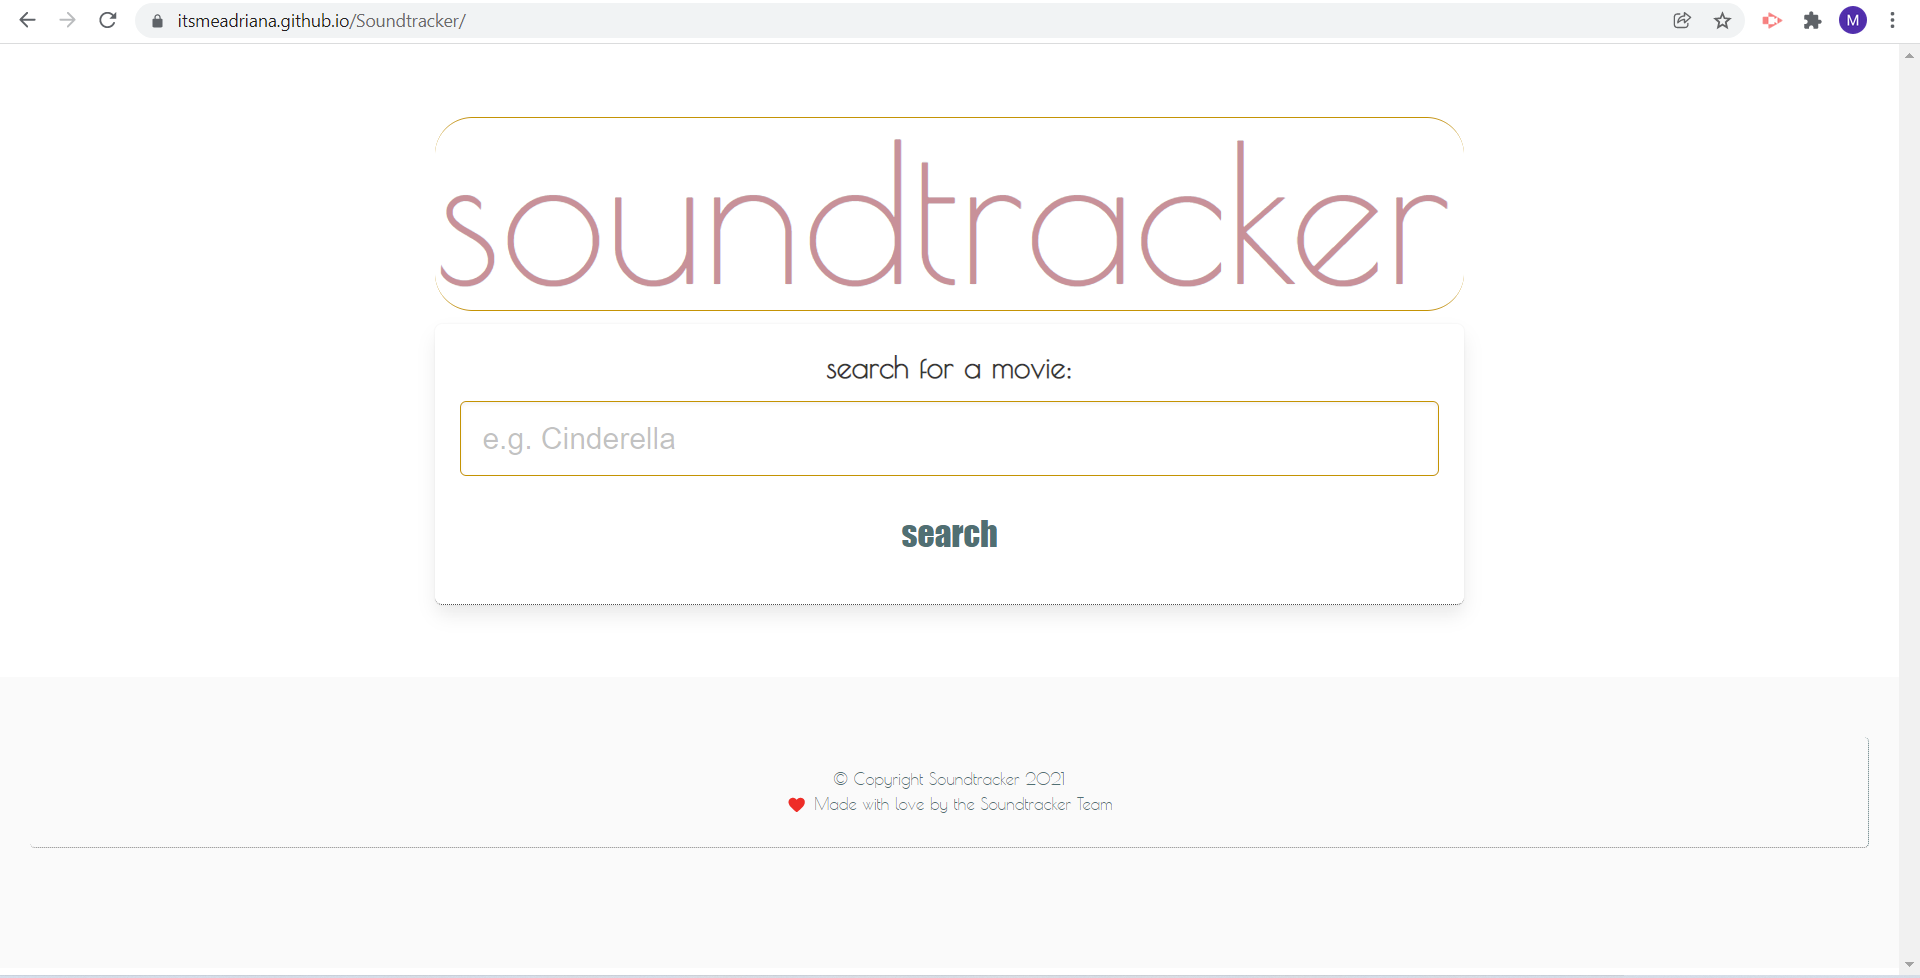 itsmeadriana.github.io/Soundtracker/
M
soundtracker
search for a movie:
e.g. Cinderella
search
© Copyright Soundtracker 2021
Made with love by the Soundtracker Team